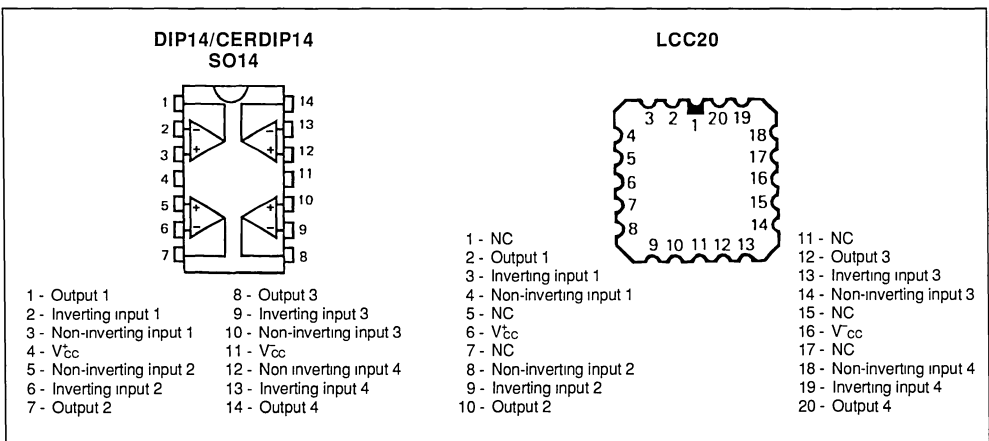 DIP14/CERDIP14
SO14
1
2
3
4
5
6
7
14
13
12
11
10
9
8
- +
- +
+ -
+ -
1 - Output 1
2 - Inverting input 1
3 - Non-inverting input 1
4 - V+cc
5 - Non-inverting input 2
6 - Inverting input 2
7 - Output 2
8 - Output 3
9 - Inverting input 3
10 - Non-inverting input 3
11 - V-cc
12 - Non inverting input 4
13 - Inverting input 4
14 - Output 4
LCC20
3 2 1 20 19
4
5
6
7
8
18
17
16
15
14
9 10 11 12 13
1 - NC
2 - Output 1
3 - Inverting input 1
4 - Non-inverting input 1
5 - NC
6 - V+cc
7 - NC
8 - Non-inverting input 2
9 - Inverting input 2
10 - Output 2
11 - NC
12 - Output 3
13 - Inverting input 3
14 - Non-inverting input 3
15 - NC
16 - V-cc
17 - NC
18 - Non-inverting input 4
19 - Inverting input 4
20 - Output 4